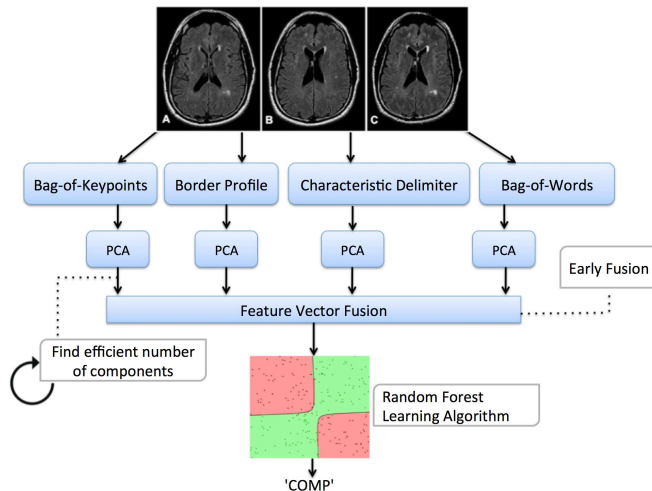 A
B
C
Bag-of-Keypoints
Border Profile
Characteristic Delimiter
Bag-of-Words
PCA
PCA
PCA
PCA
Early Fusion
Feature Vector Fusion
Find efficient number
of components
Random Forest
Learning Algorithm
'COMP'